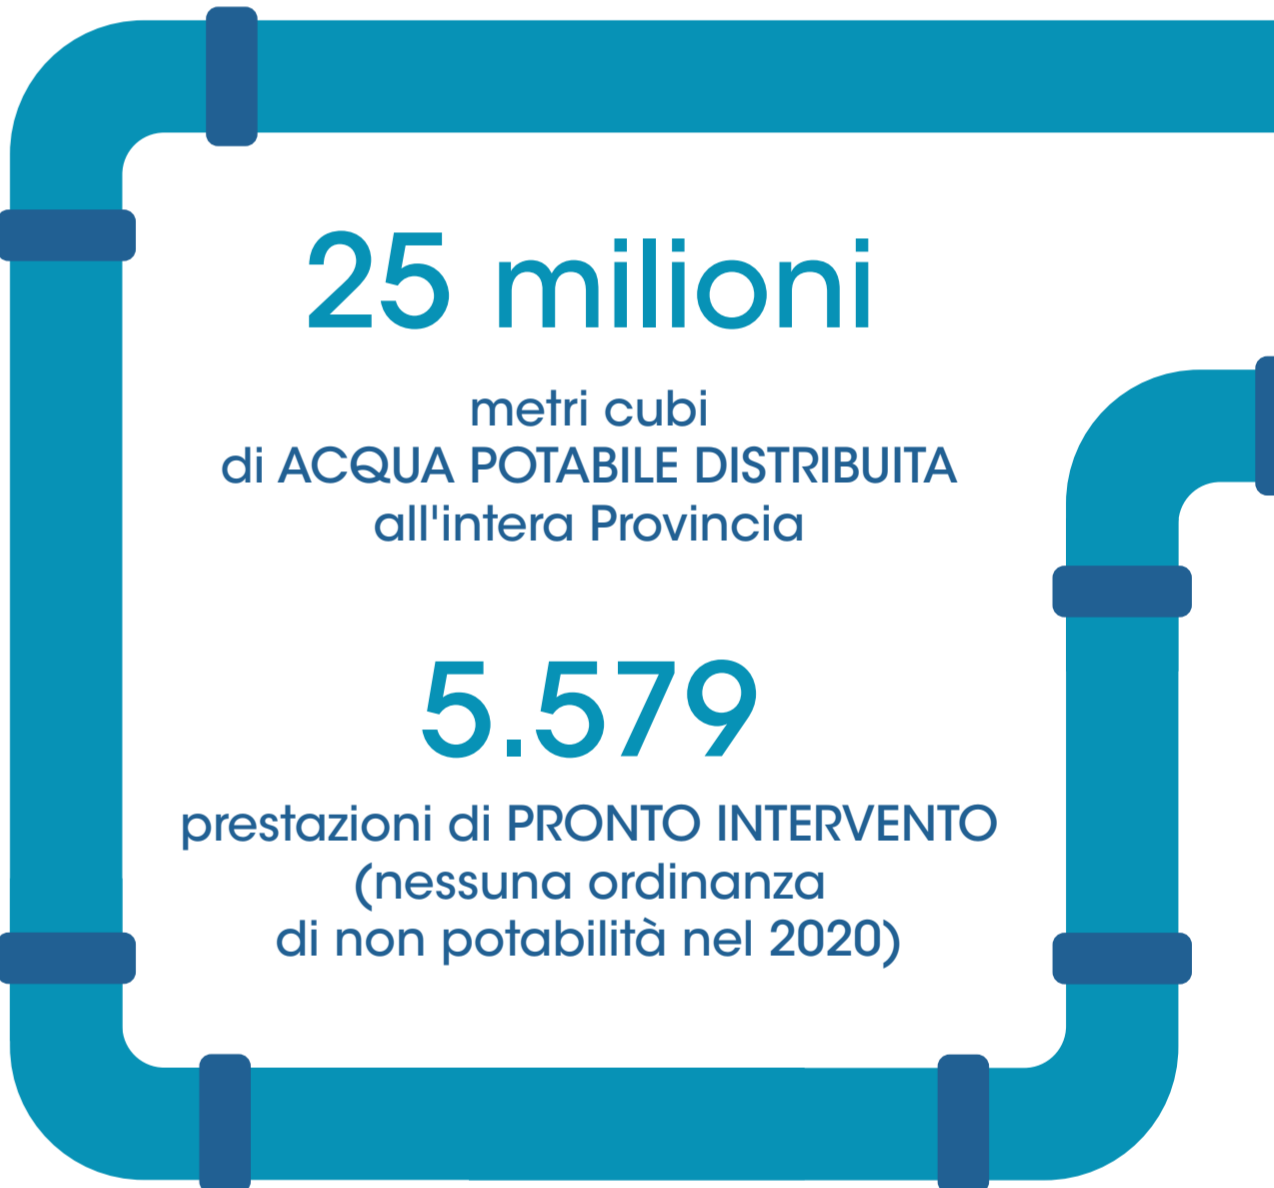 25 milioni
metri cubi
di ACQUA POTABILE DISTRIBUITA
all'intera Provincia
5.579
prestazioni di PRONTO INTERVENTO
(nessuna ordinanza
di non potabilità nel 2020)